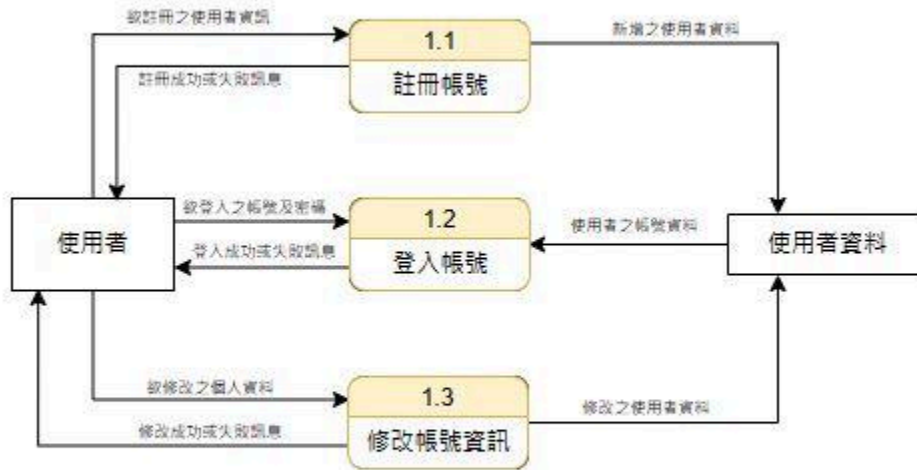 欲註冊之使用者資訊
1.1
新增之使用者資料
註冊成功或失敗訊息
註冊帳號
欲登入之帳號及密碼
1.2
使用者之帳號資料
使用者
登入成功或失敗訊息
登入帳號
使用者資料
欲修改之個人資料
1.3
修改之使用者資料
修改成功或失敗訊息
修改帳號資訊